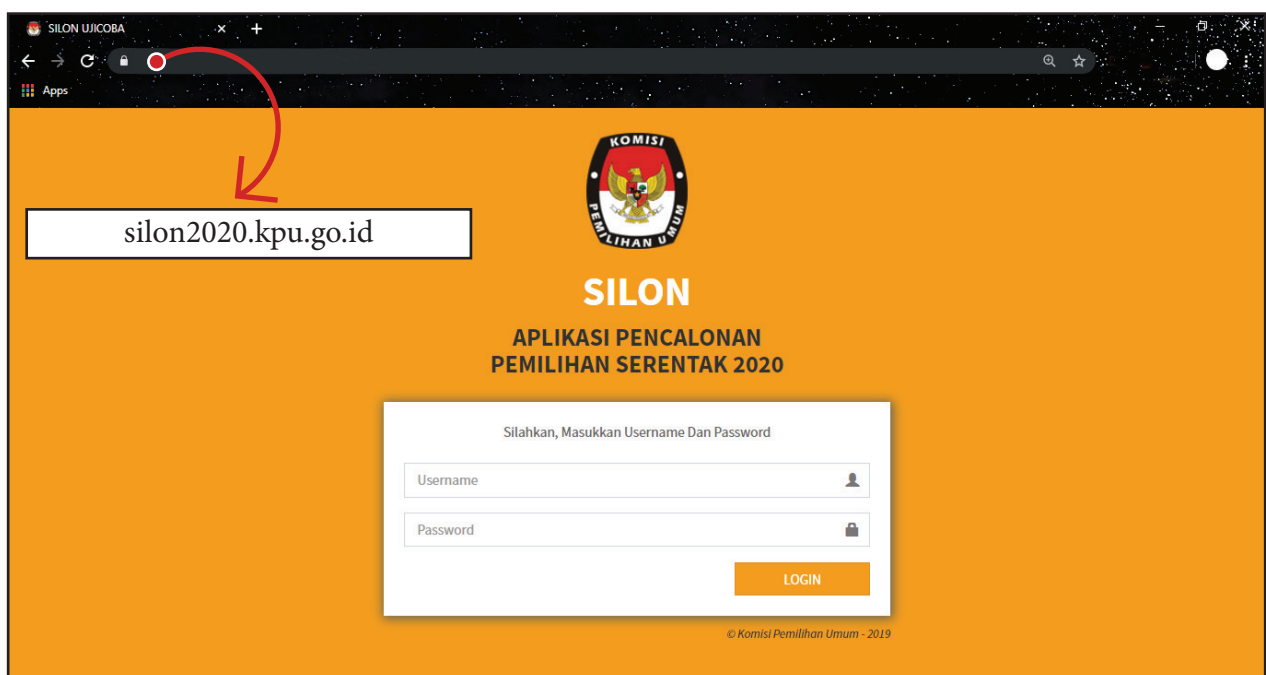 SILON UJICOBA
Apps
silon2020.kpu.go.id
KOMISI
PEMILIHAN UMUM
SILON
APLIKASI PENCALONAN
PEMILIHAN SERENTAK 2020
Silahkan, Masukkan Username Dan Password
Username
Password
LOGIN
© Komisi Pemilihan Umum - 2019